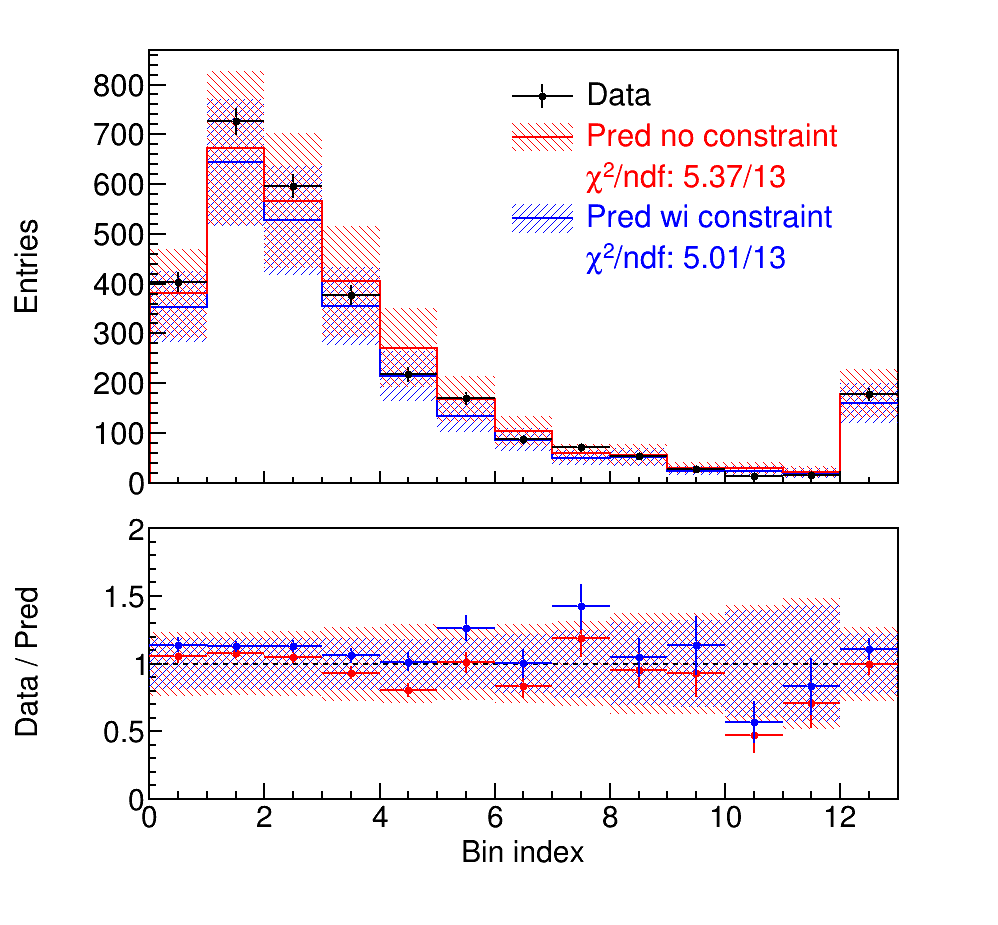 Entries
800
700
600
500
400
300
200
100
0
Data
Pred no constraint
χ²/ndf: 5.37/13
Pred wi constraint
χ²/ndf: 5.01/13
Data / Pred
2
1.5
1
0.5
0
0 2 4 6 8 10 12
Bin index